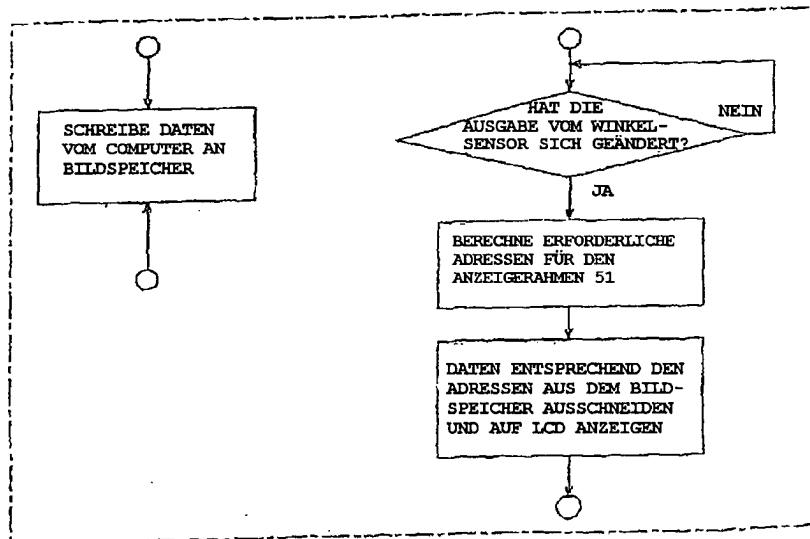 SCHREIBE DATEN
VOM COMPUTER AN
BILDSPEICHER
HAT DIE
AUSGABE VOM WINKEL-
SENSOR SICH GEÄNDERT?
NEIN
JA
BERECHNE ERFORDERLICHE
ADRESSEN FÜR DEN
ANZEIGERAHMEN 51
DATEN ENTSPRECHEND DEN
ADRESSEN AUS DEM BILD-
SPEICHER AUSSCHNEIDEN
UND AUF LCD ANZEIGEN